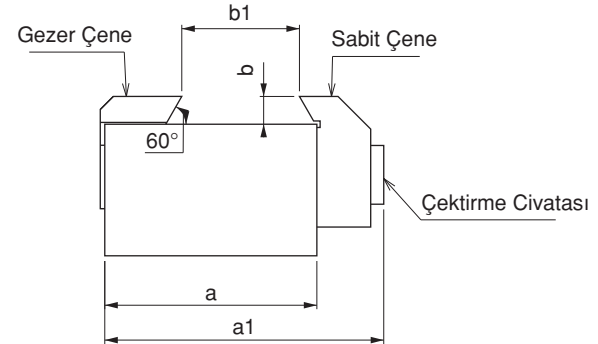 b1
Gezer Çene
Sabit Çene
b
60°
Çektirme Civatası
a
a1